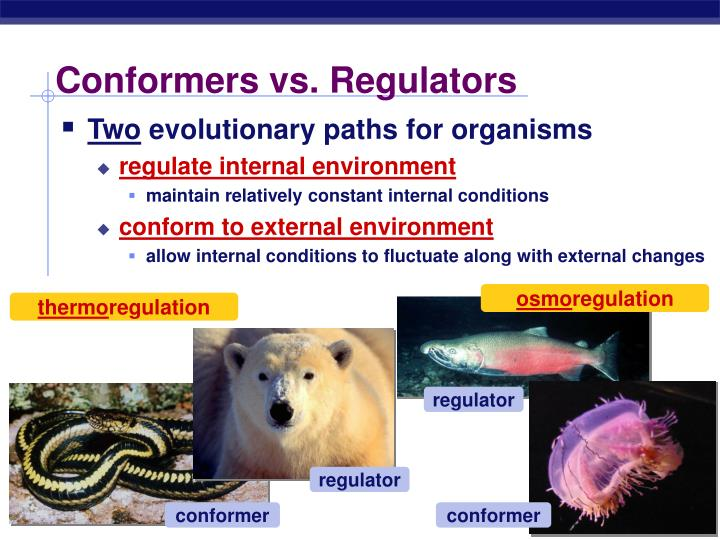 Conformers vs. Regulators
Two evolutionary paths for organisms
regulate internal environment
maintain relatively constant internal conditions
conform to external environment
allow internal conditions to fluctuate along with external changes
thermoregulation
osmoregulation
regulator
regulator
conformer
conformer